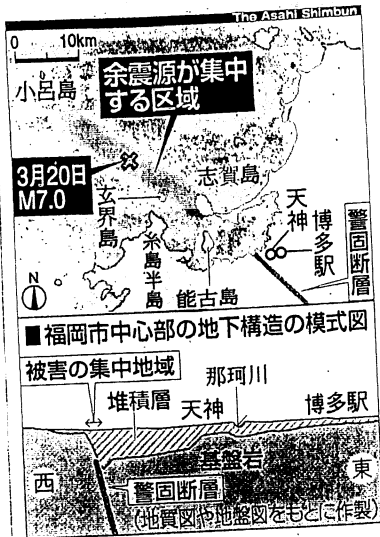 The Asahi Shimbun
0 10km
余震源が集中
する区域
小呂島
3月20日
M7.0
玄界島
志賀島
天神
博多駅
糸島半島
能古島
警固断層
N
■福岡市中心部の地下構造の模式図
被害の集中地域
堆積層
天神
那珂川
博多駅
基盤岩
西
東
警固断層
(地質図や地盤図をもとに作製)